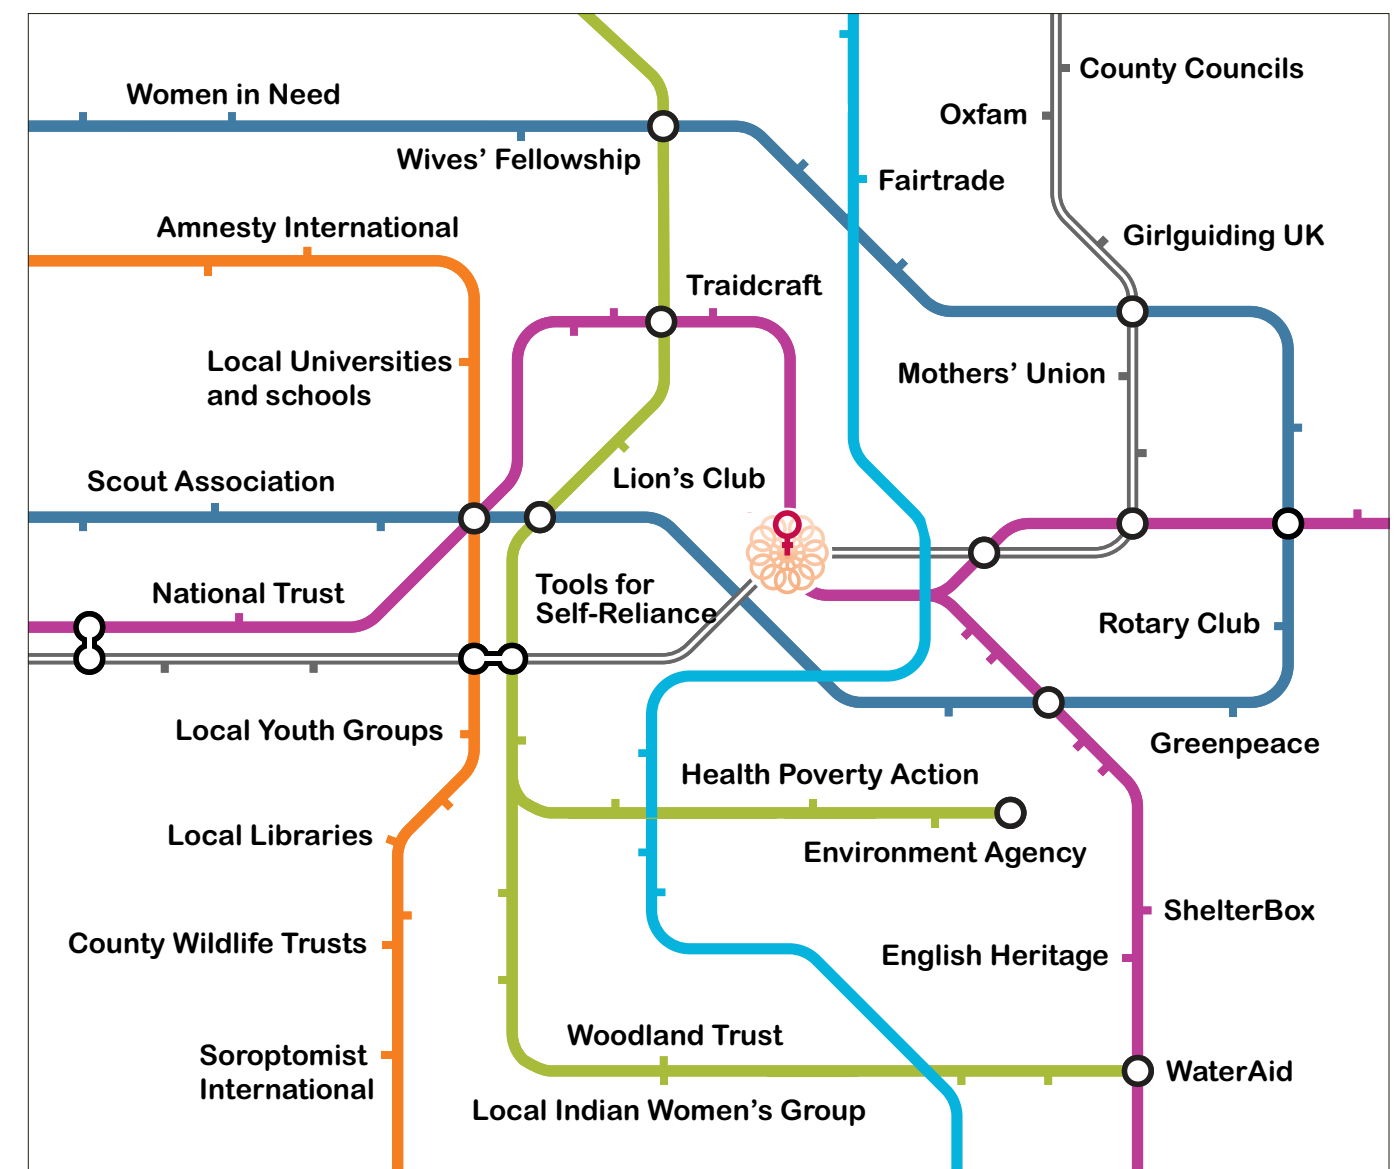 County Councils
Women in Need
Oxfam
Wives’ Fellowship
Fairtrade
Amnesty International
Girlguiding UK
Traidcraft
Local Universities
and schools
Mothers’ Union
Scout Association
Lion’s Club
Tools for
Self-Reliance
National Trust
Rotary Club
Local Youth Groups
Greenpeace
Health Poverty Action
Local Libraries
Environment Agency
ShelterBox
County Wildlife Trusts
English Heritage
Woodland Trust
Soroptomist
International
WaterAid
Local Indian Women’s Group